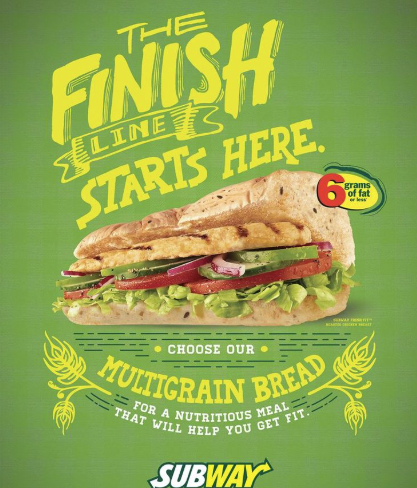 THE
FINISH
LINE
STARTS HERE.
6 grams
of fat
or less
CHOOSE OUR
MULTIGRAIN BREAD
FOR A NUTRITIOUS MEAL
THAT WILL HELP YOU GET FIT.
SUBWAY